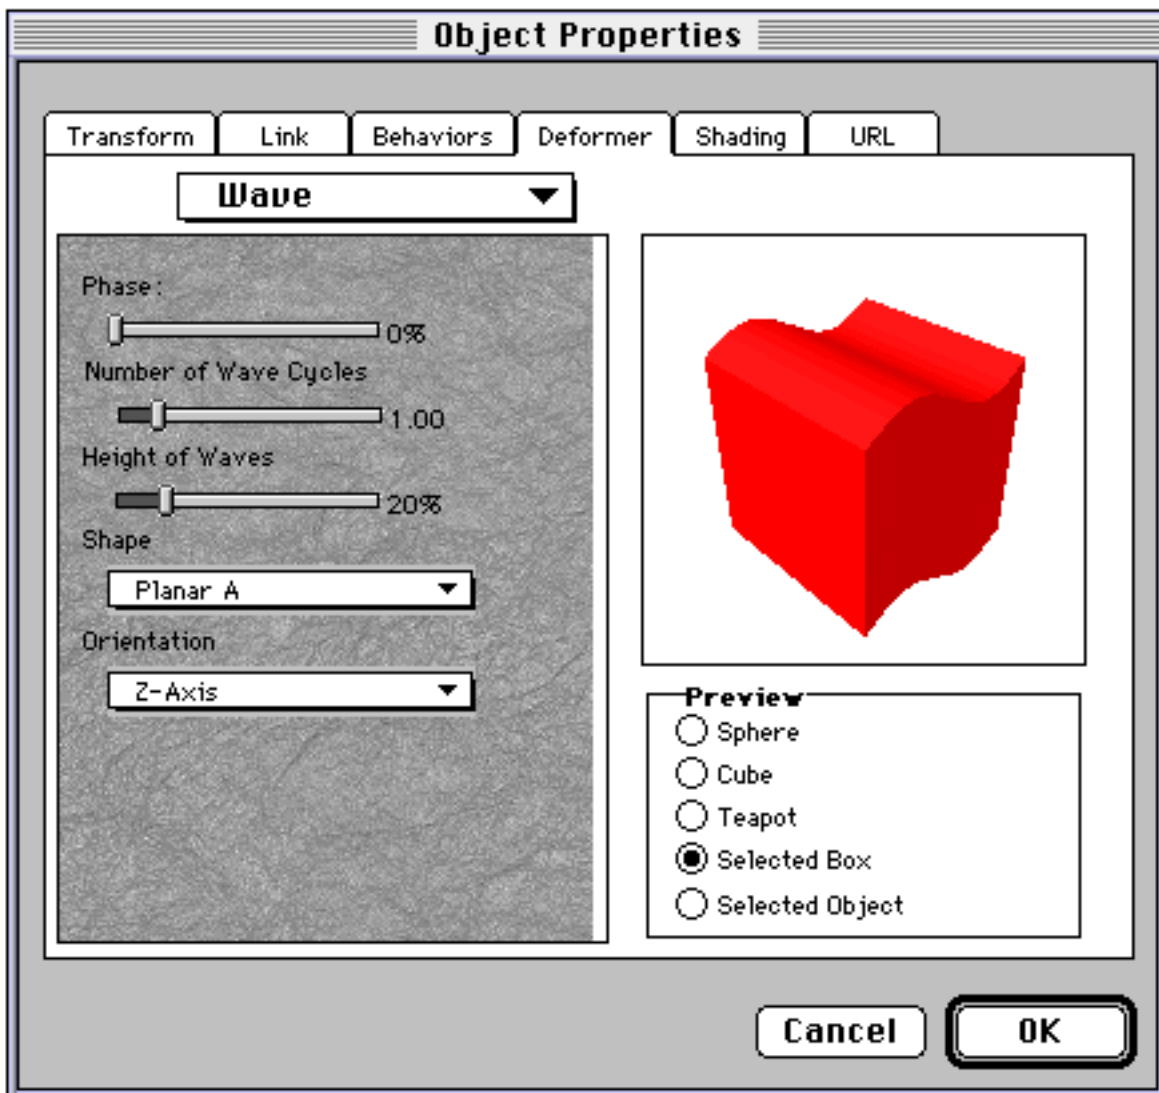 Object Properties
Transform Link Behaviors Deformer Shading URL
Wave
Phase:
0%
Number of Wave Cycles
1.00
Height of Waves
20%
Shape
Planar A
Orientation
Z-Axis
Preview
Sphere
Cube
Teapot
Selected Box
Selected Object
Cancel OK